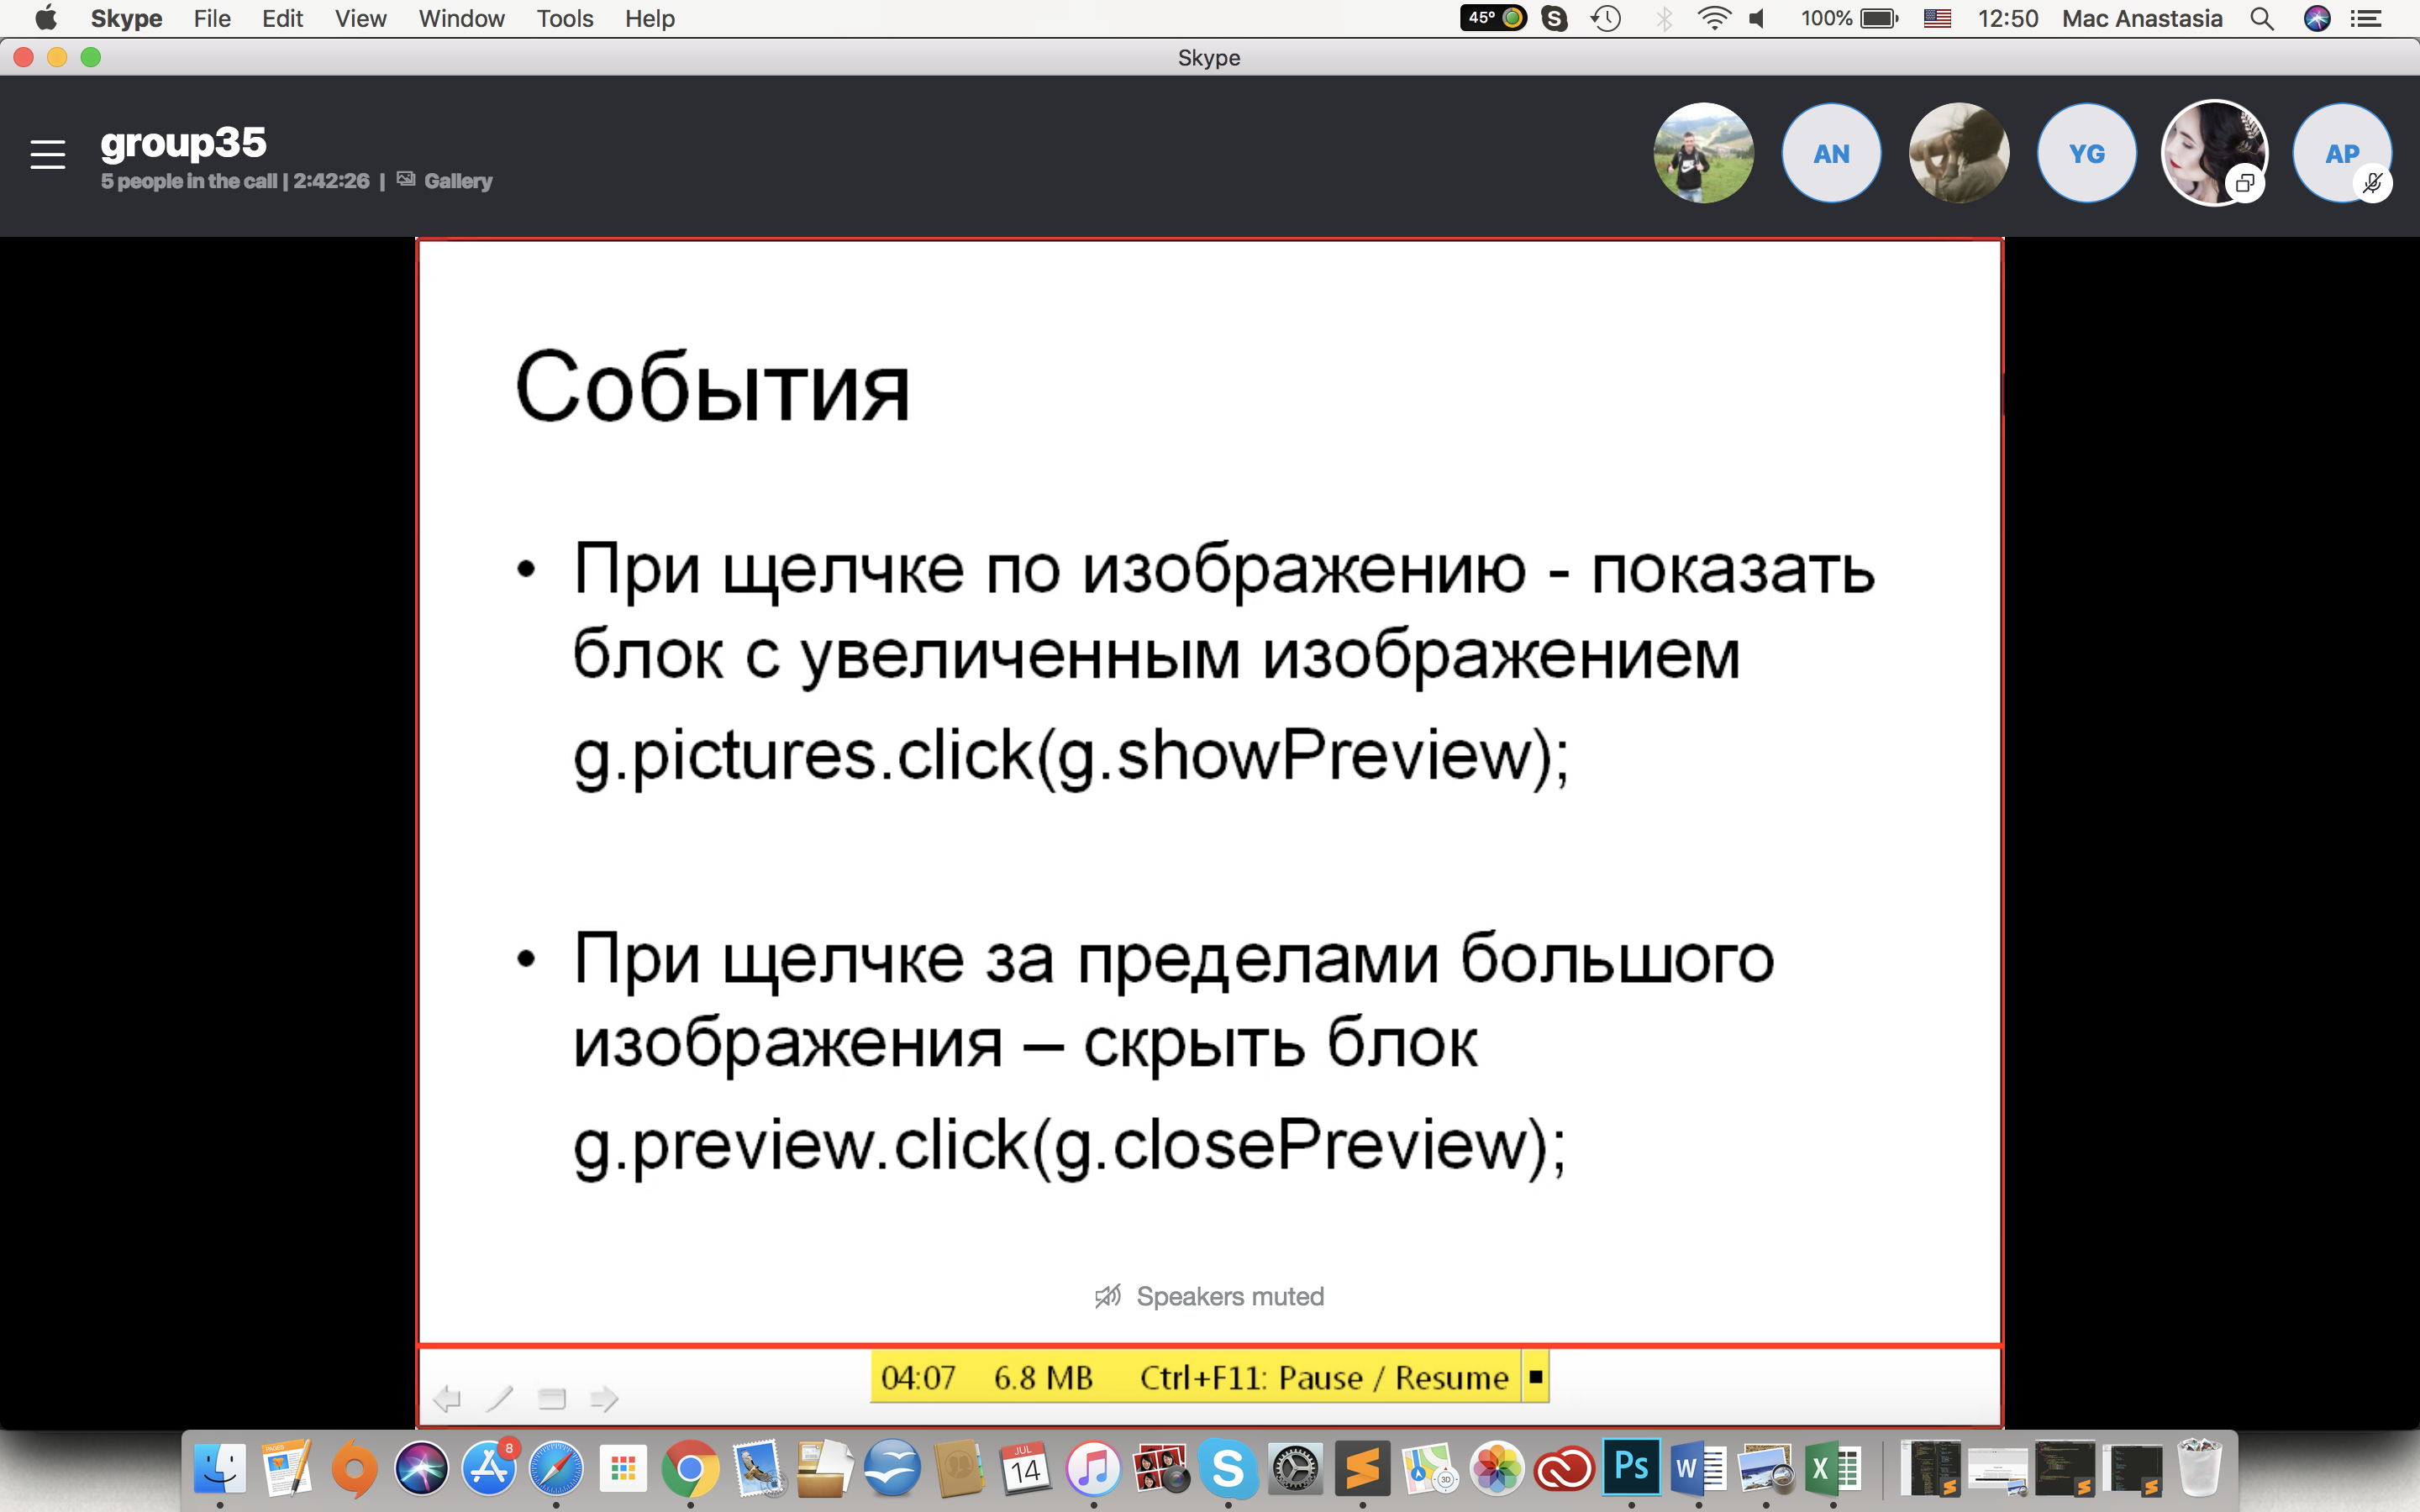 Skype File Edit View Window Tools Help 45° 100% 12:50 Mac Anastasia
Skype
group35
5 people in the call | 2:42:26 | Gallery
AN YG AP
События
• При щелчке по изображению - показать
блок с увеличенным изображением
g.pictures.click(g.showPreview);
• При щелчке за пределами большого
изображения – скрыть блок
g.preview.click(g.closePreview);
Speakers muted
04:07 6.8 MB Ctrl+F11: Pause / Resume
PAGES 8 JUL 14 3D Ps W X